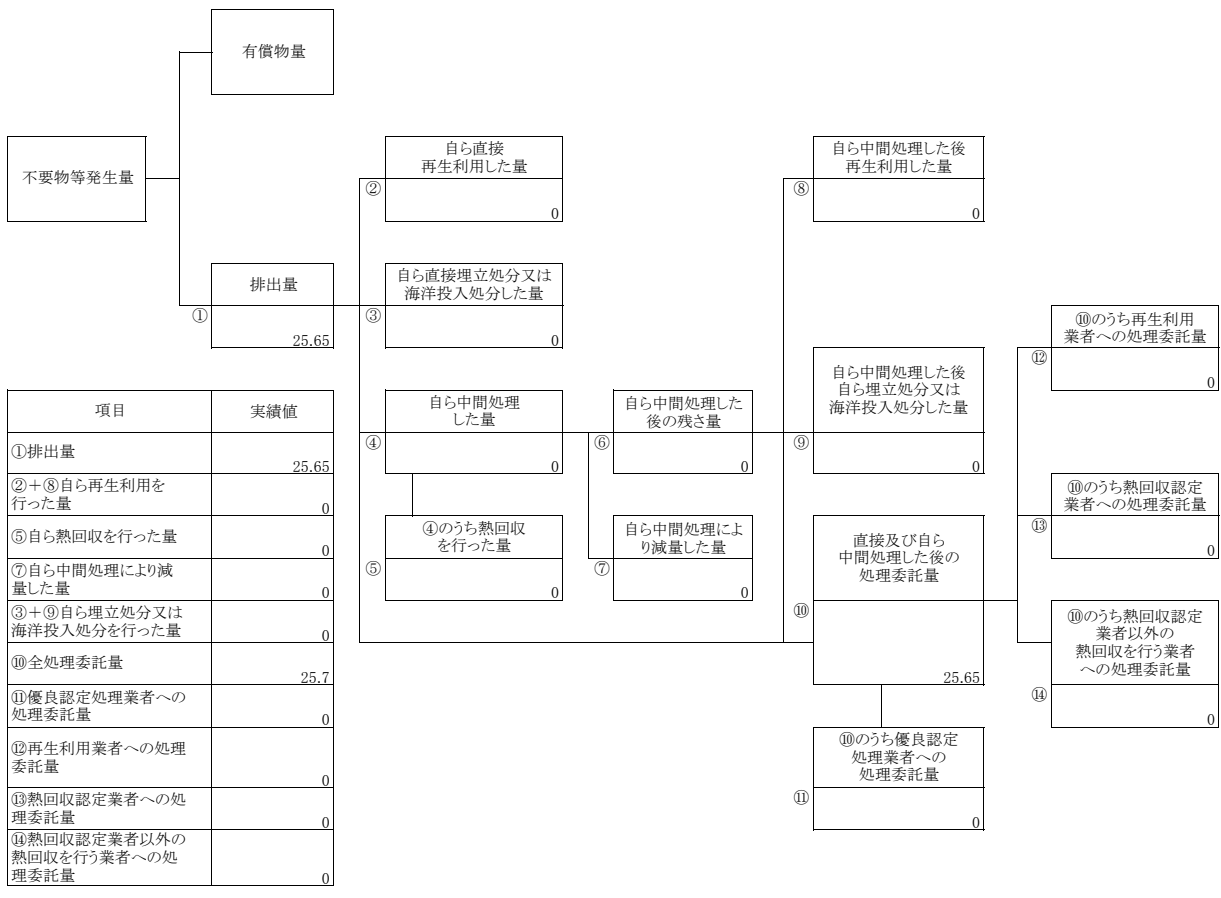 有償物量
不要物等発生量
排出量
①
25.65
自ら直接
再生利用した量
②
0
自ら直接埋立処分又は
海洋投入処分した量
③
0
自ら中間処理
した量
④
0
④のうち熱回収
を行った量
⑤
0
自ら中間処理した
後の残さ量
⑥
0
自ら中間処理によ
り減量した量
⑦
0
自ら中間処理した後
再生利用した量
⑧
0
自ら中間処理した後
自ら埋立処分又は
海洋投入処分した量
⑨
0
直接及び自ら
中間処理した後の
処理委託量
⑩
25.65
⑩のうち優良認定
処理業者への
処理委託量
⑪
0
⑩のうち再生利用
業者への処理委託量
⑫
0
⑩のうち熱回収認定
業者への処理委託量
⑬
0
⑩のうち熱回収認定
業者以外の
熱回収を行う業者
への処理委託量
⑭
0
項目 実績値
①排出量
25.65
②＋⑧自ら再生利用を
行った量 0
⑤自ら熱回収を行った量
0
⑦自ら中間処理により減
量した量 0
③＋⑨自ら埋立処分又は
海洋投入処分を行った量 0
⑩全処理委託量
25.7
⑪優良認定処理業者への
処理委託量 0
⑫再生利用業者への処理
委託量
0
⑬熱回収認定業者への処
理委託量 0
⑭熱回収認定業者以外の
熱回収を行う業者への処
理委託量 0